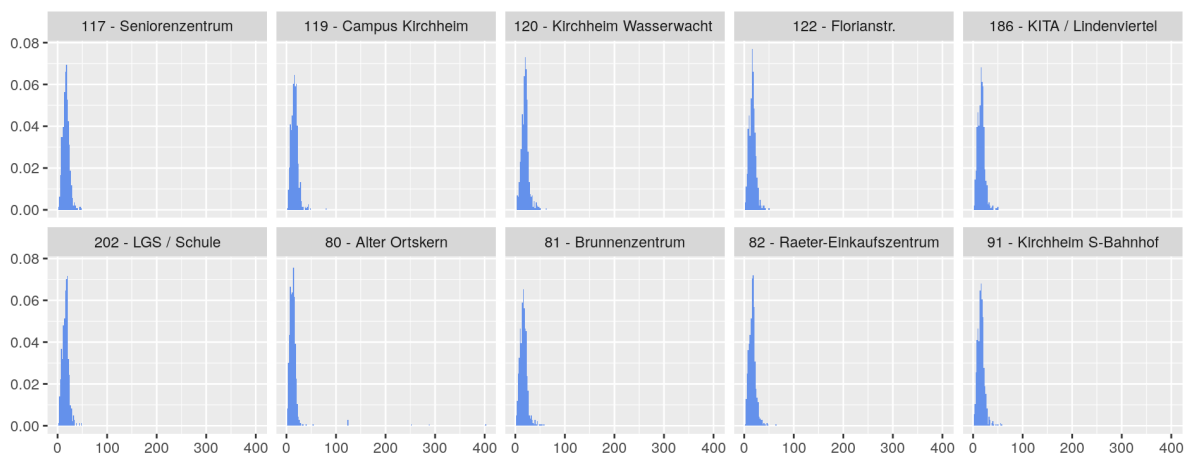 117 - Seniorenzentrum
119 - Campus Kirchheim
120 - Kirchheim Wasserwacht
122 - Florianstr.
186 - KITA / Lindenviertel
0.08
0.06
0.04
0.02
0.00
202 - LGS / Schule
80 - Alter Ortskern
81 - Brunnenzentrum
82 - Raeter-Einkaufszentrum
91 - Kirchheim S-Bahnhof
0.08
0.06
0.04
0.02
0.00
0 100 200 300 400
0 100 200 300 400
0 100 200 300 400
0 100 200 300 400
0 100 200 300 400